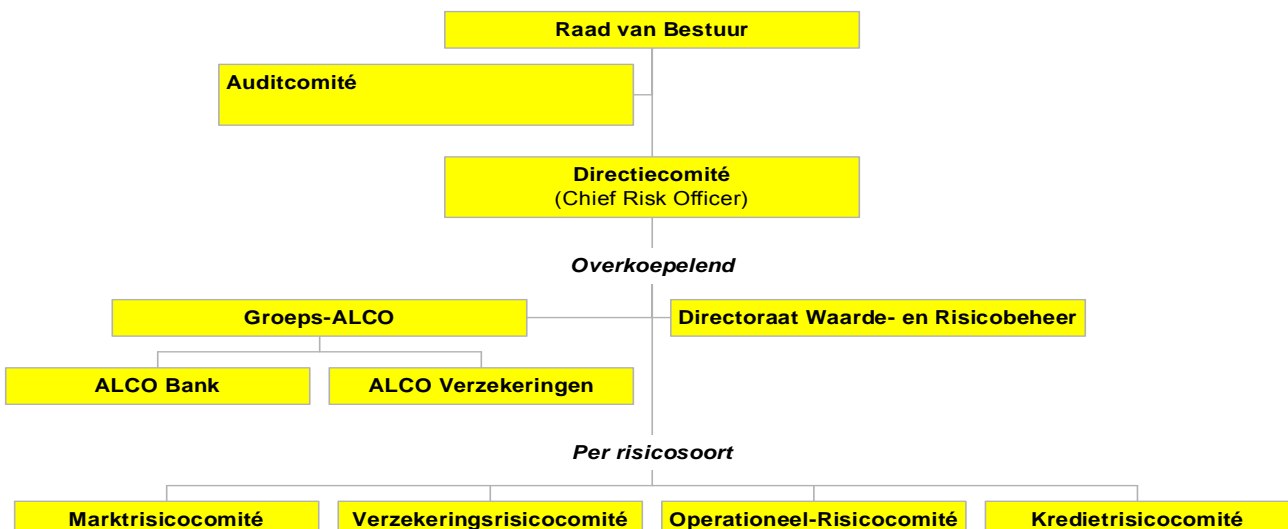 Raad van Bestuur
Auditcomité
Directiecomité
(Chief Risk Officer)
Overkoepelend
Groeps-ALCO
Directoraat Waarde- en Risicobeheer
ALCO Bank
ALCO Verzekeringen
Per risicosoort
Marktrisicocomité
Verzekeringsrisicocomité
Operationeel-Risicocomité
Kredietrisicocomité